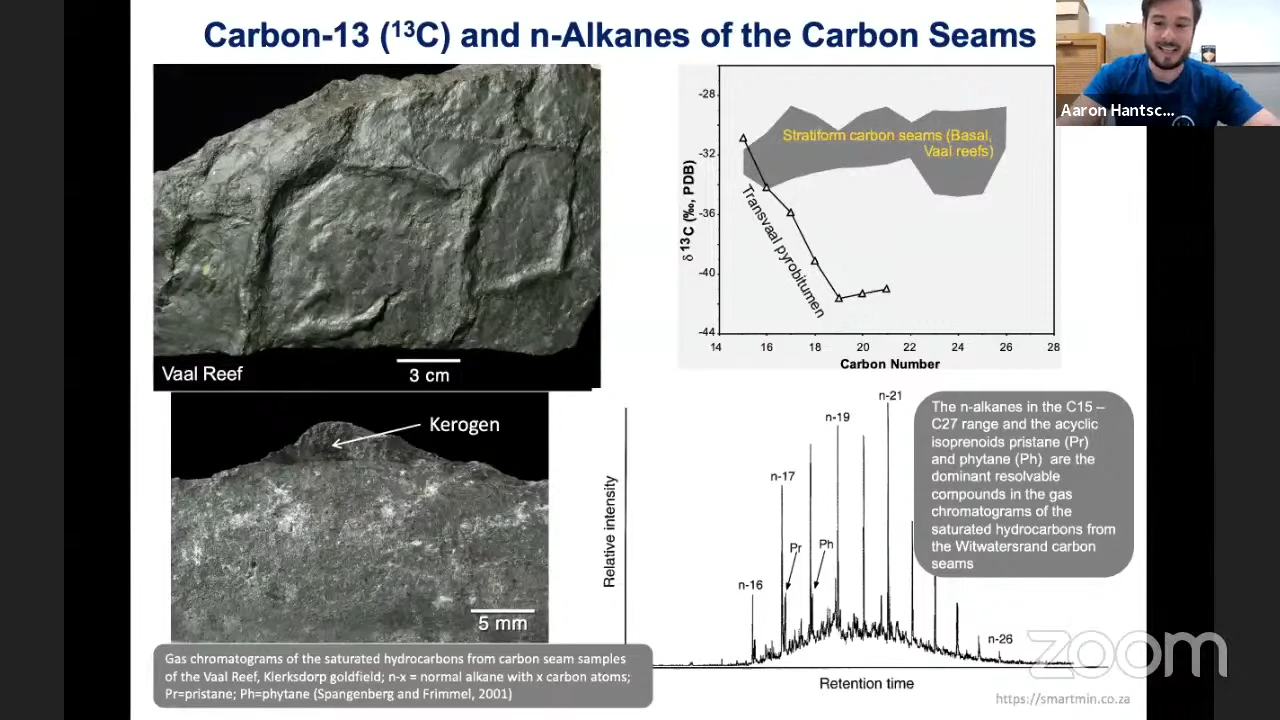 Carbon-13 (¹³C) and n-Alkanes of the Carbon Seams
Aaron Hantsc...
Vaal Reef
3 cm
-28
-32
-36
-40
-44
δ ¹³C (‰, PDB)
Stratiform carbon seams (Basal,
Vaal reefs)
Transvaal pyrobitumen
14 16 18 20 22 24 26 28
Carbon Number
Kerogen
5 mm
Gas chromatograms of the saturated hydrocarbons from carbon seam samples
of the Vaal Reef, Klerksdorp goldfield; n-x = normal alkane with x carbon atoms;
Pr=pristane; Ph=phytane (Spangenberg and Frimmel, 2001)
Relative intensity
n-16
n-17
Pr
Ph
n-19
n-21
n-26
Retention time
The n-alkanes in the C15 –
C27 range and the acyclic
isoprenoids pristane (Pr)
and phytane (Ph) are the
dominant resolvable
compounds in the gas
chromatograms of the
saturated hydrocarbons from
the Witwatersrand carbon
seams
zoom
https://smartmin.co.za